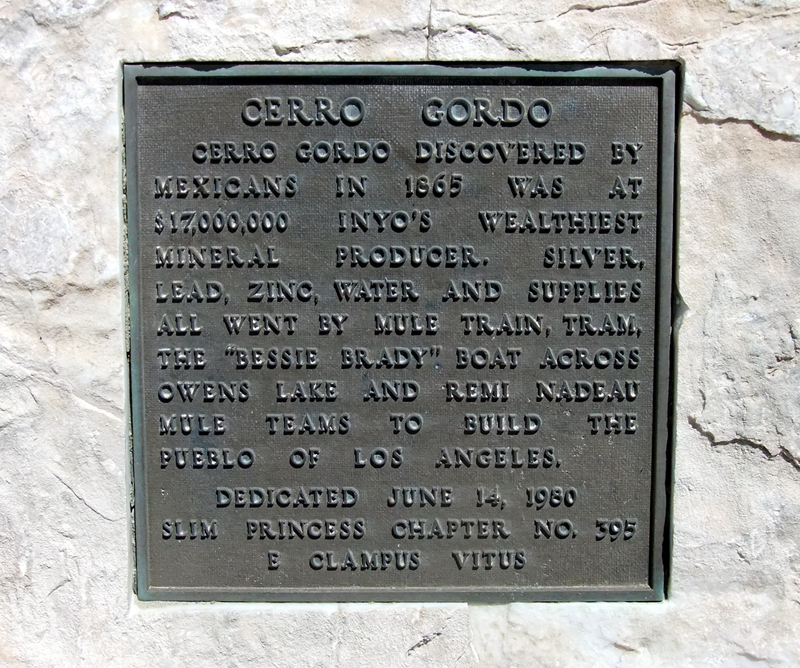 CERRO GORDO
CERRO GORDO DISCOVERED BY
MEXICANS IN 1865 WAS AT
$17,000,000 INYO'S WEALTHIEST
MINERAL PRODUCER. SILVER,
LEAD, ZINC, WATER AND SUPPLIES
ALL WENT BY MULE TRAIN, TRAM,
THE "BESSIE BRADY" BOAT ACROSS
OWENS LAKE AND REMI NADEAU
MULE TEAMS TO BUILD THE
PUEBLO OF LOS ANGELES.
DEDICATED JUNE 14, 1980
SLIM PRINCESS CHAPTER NO. 395
E CLAMPUS VITUS